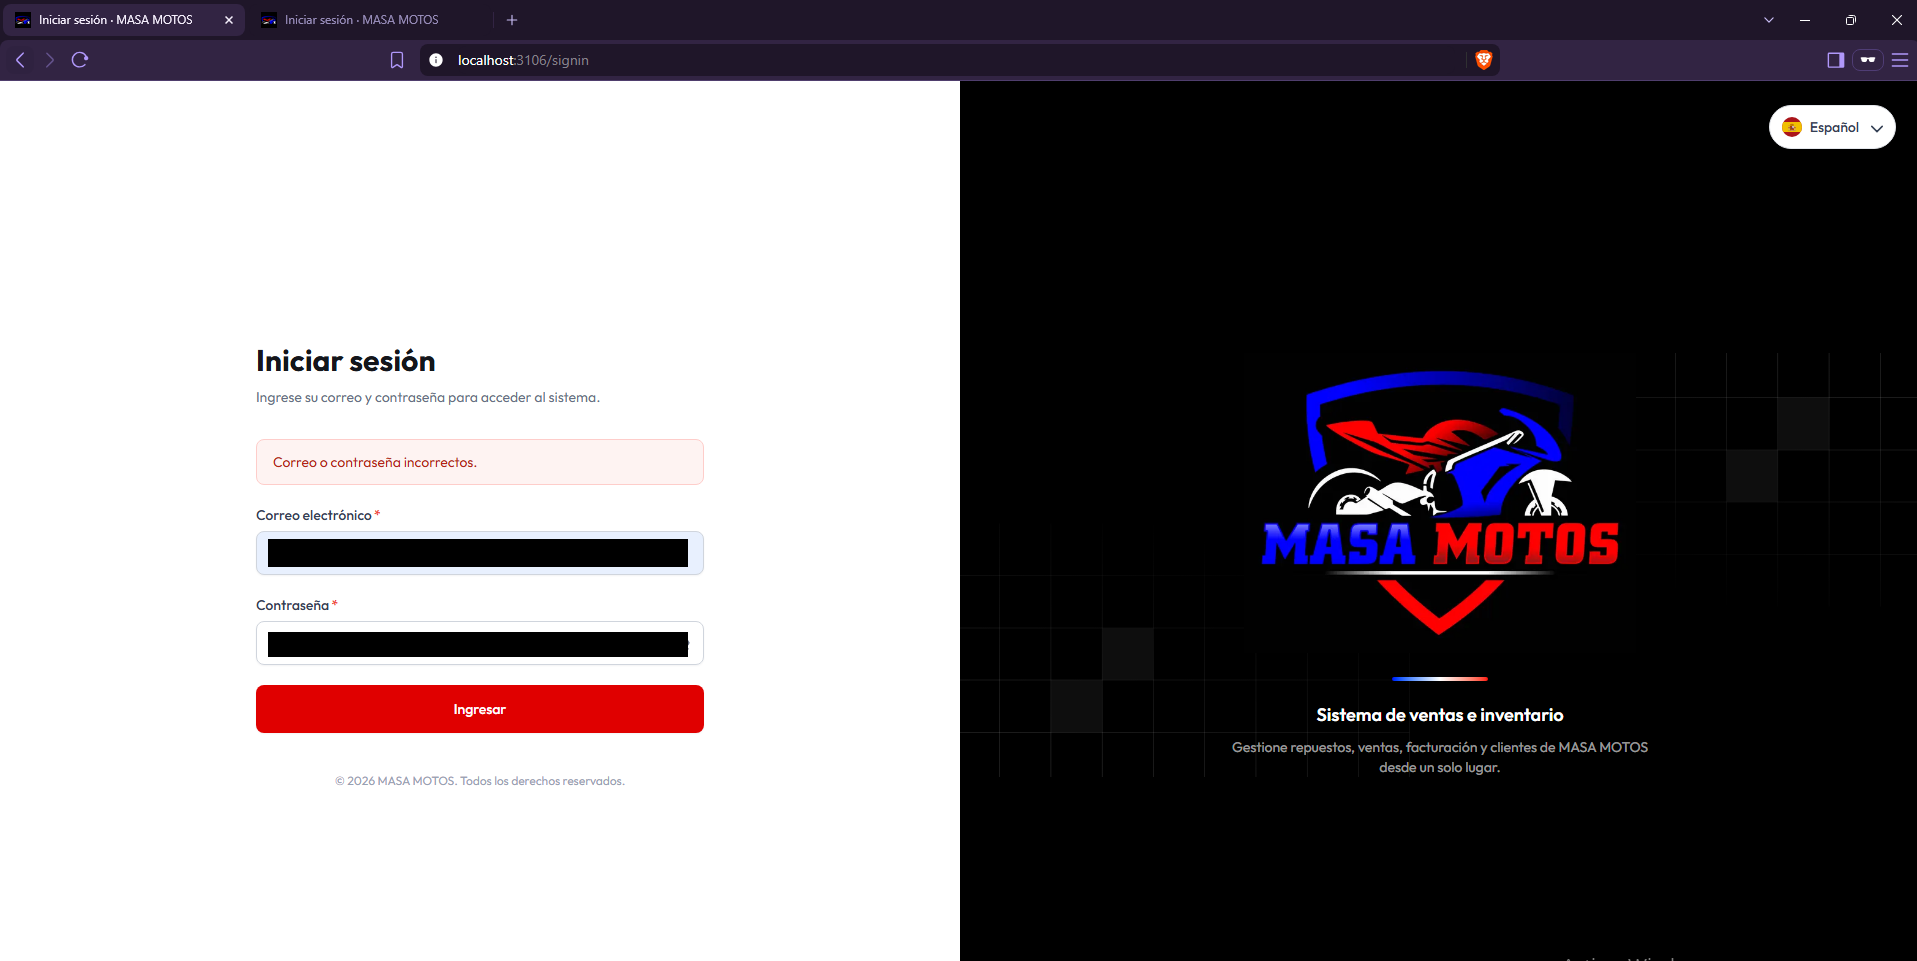 Iniciar sesión · MASA MOTOS
Iniciar sesión · MASA MOTOS
localhost:3106/signin
Español
Iniciar sesión
Ingrese su correo y contraseña para acceder al sistema.
Correo o contraseña incorrectos.
Correo electrónico *
Contraseña *
Ingresar
© 2026 MASA MOTOS. Todos los derechos reservados.
MASA MOTOS
Sistema de ventas e inventario
Gestione repuestos, ventas, facturación y clientes de MASA MOTOS
desde un solo lugar.